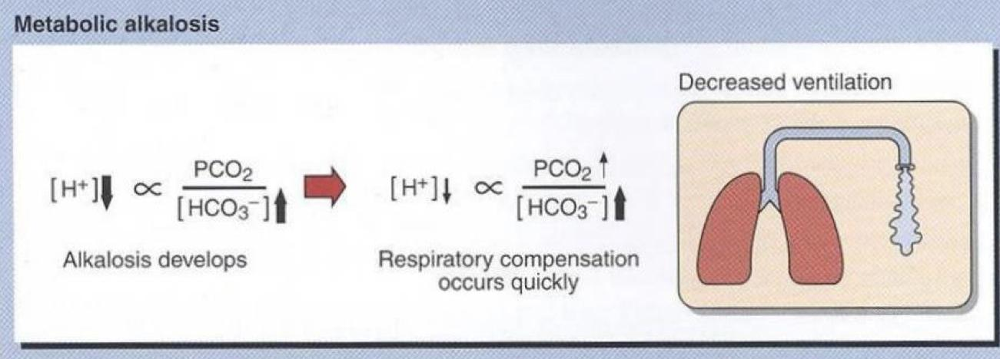 Metabolic alkalosis
Decreased ventilation
[H⁺]⬇ ∝ PCO₂ / [HCO₃⁻]⬆
➡
[H⁺]↓ ∝ PCO₂↑ / [HCO₃⁻]⬆
Alkalosis develops
Respiratory compensation
occurs quickly